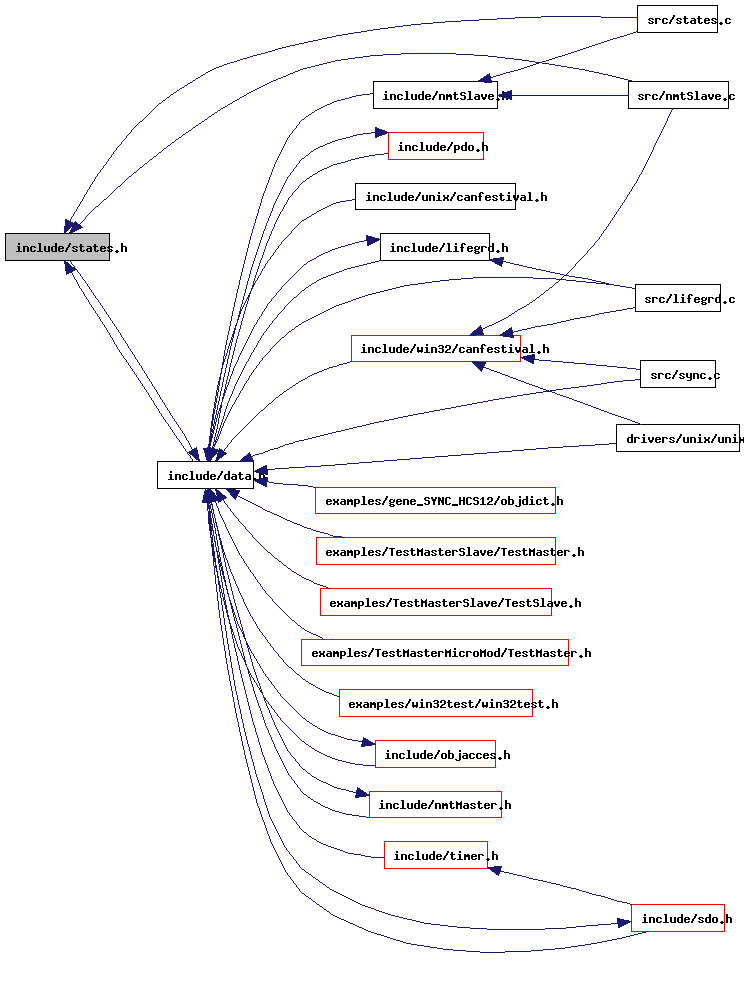 src/states.c
include/nmtSlave.h
src/nmtSlave.c
include/pdo.h
include/unix/canfestival.h
include/states.h
include/lifegrd.h
src/lifegrd.c
include/win32/canfestival.h
src/sync.c
drivers/unix/unix
include/data.h
examples/gene_SYNC_HCS12/objdict.h
examples/TestMasterSlave/TestMaster.h
examples/TestMasterSlave/TestSlave.h
examples/TestMasterMicroMod/TestMaster.h
examples/win32test/win32test.h
include/objacces.h
include/nmtMaster.h
include/timer.h
include/sdo.h